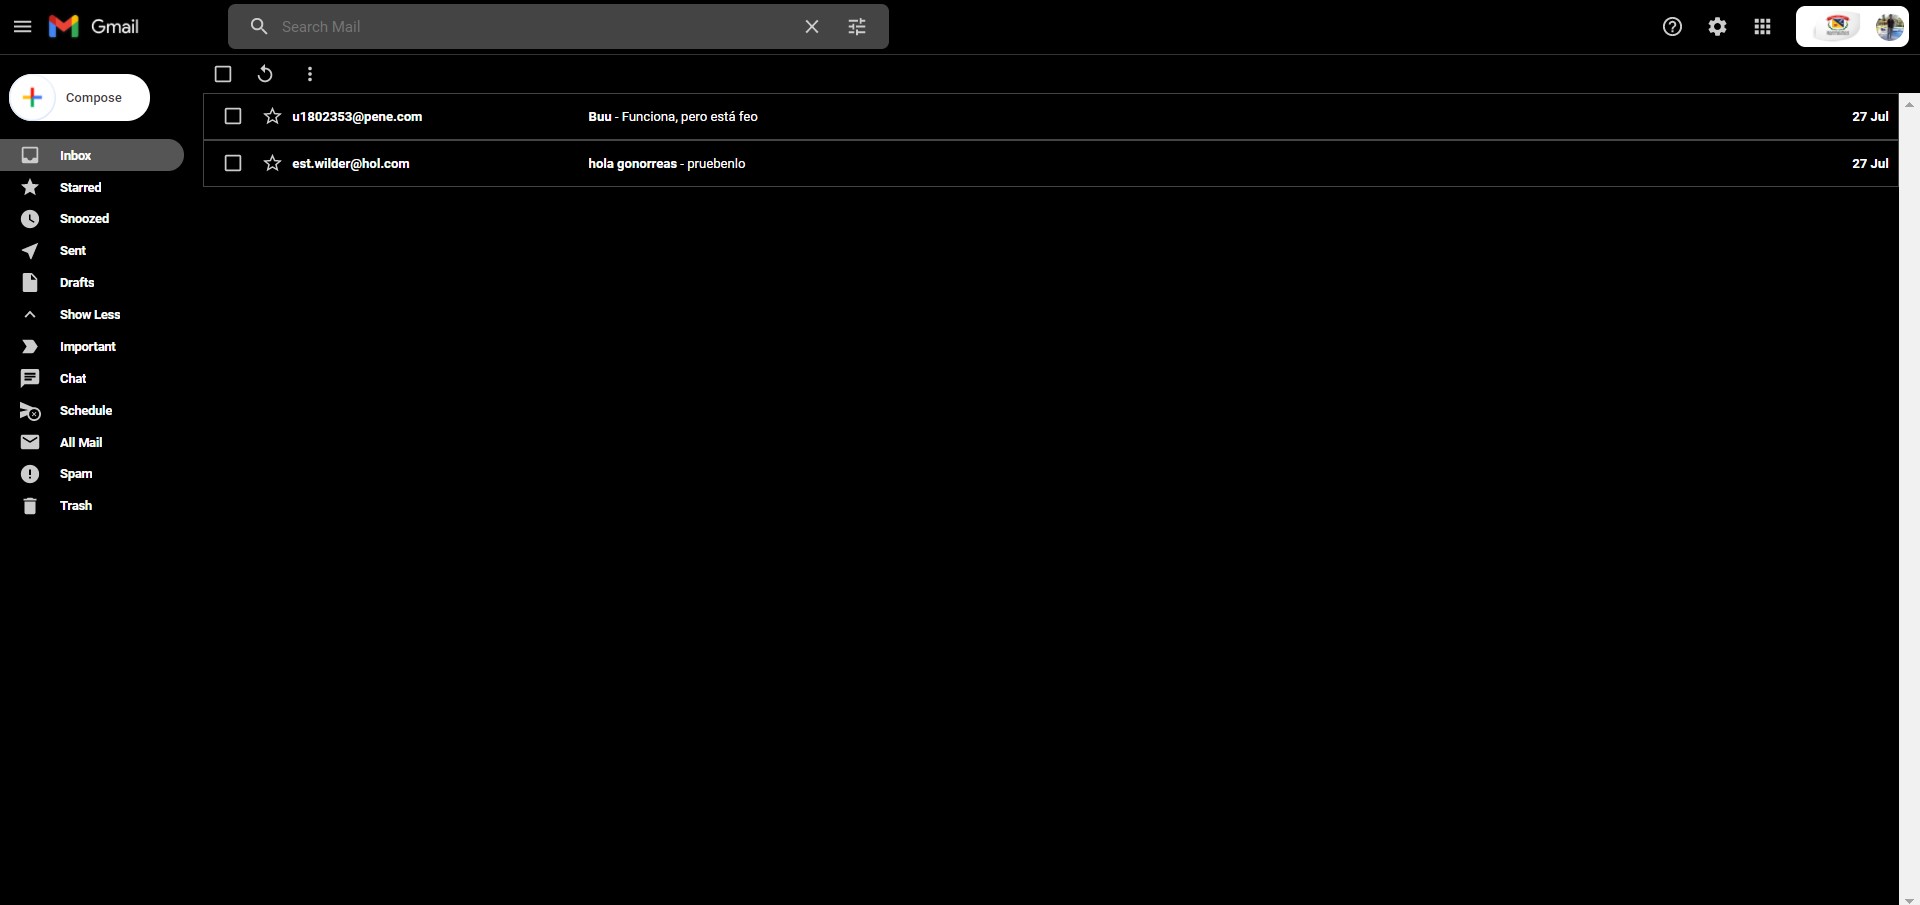 Gmail
Search Mail
Compose
u1802353@pene.com Buu - Funciona, pero está feo 27 Jul
est.wilder@hol.com hola gonorreas - pruebenlo 27 Jul
Inbox
Starred
Snoozed
Sent
Drafts
Show Less
Important
Chat
Schedule
All Mail
Spam
Trash